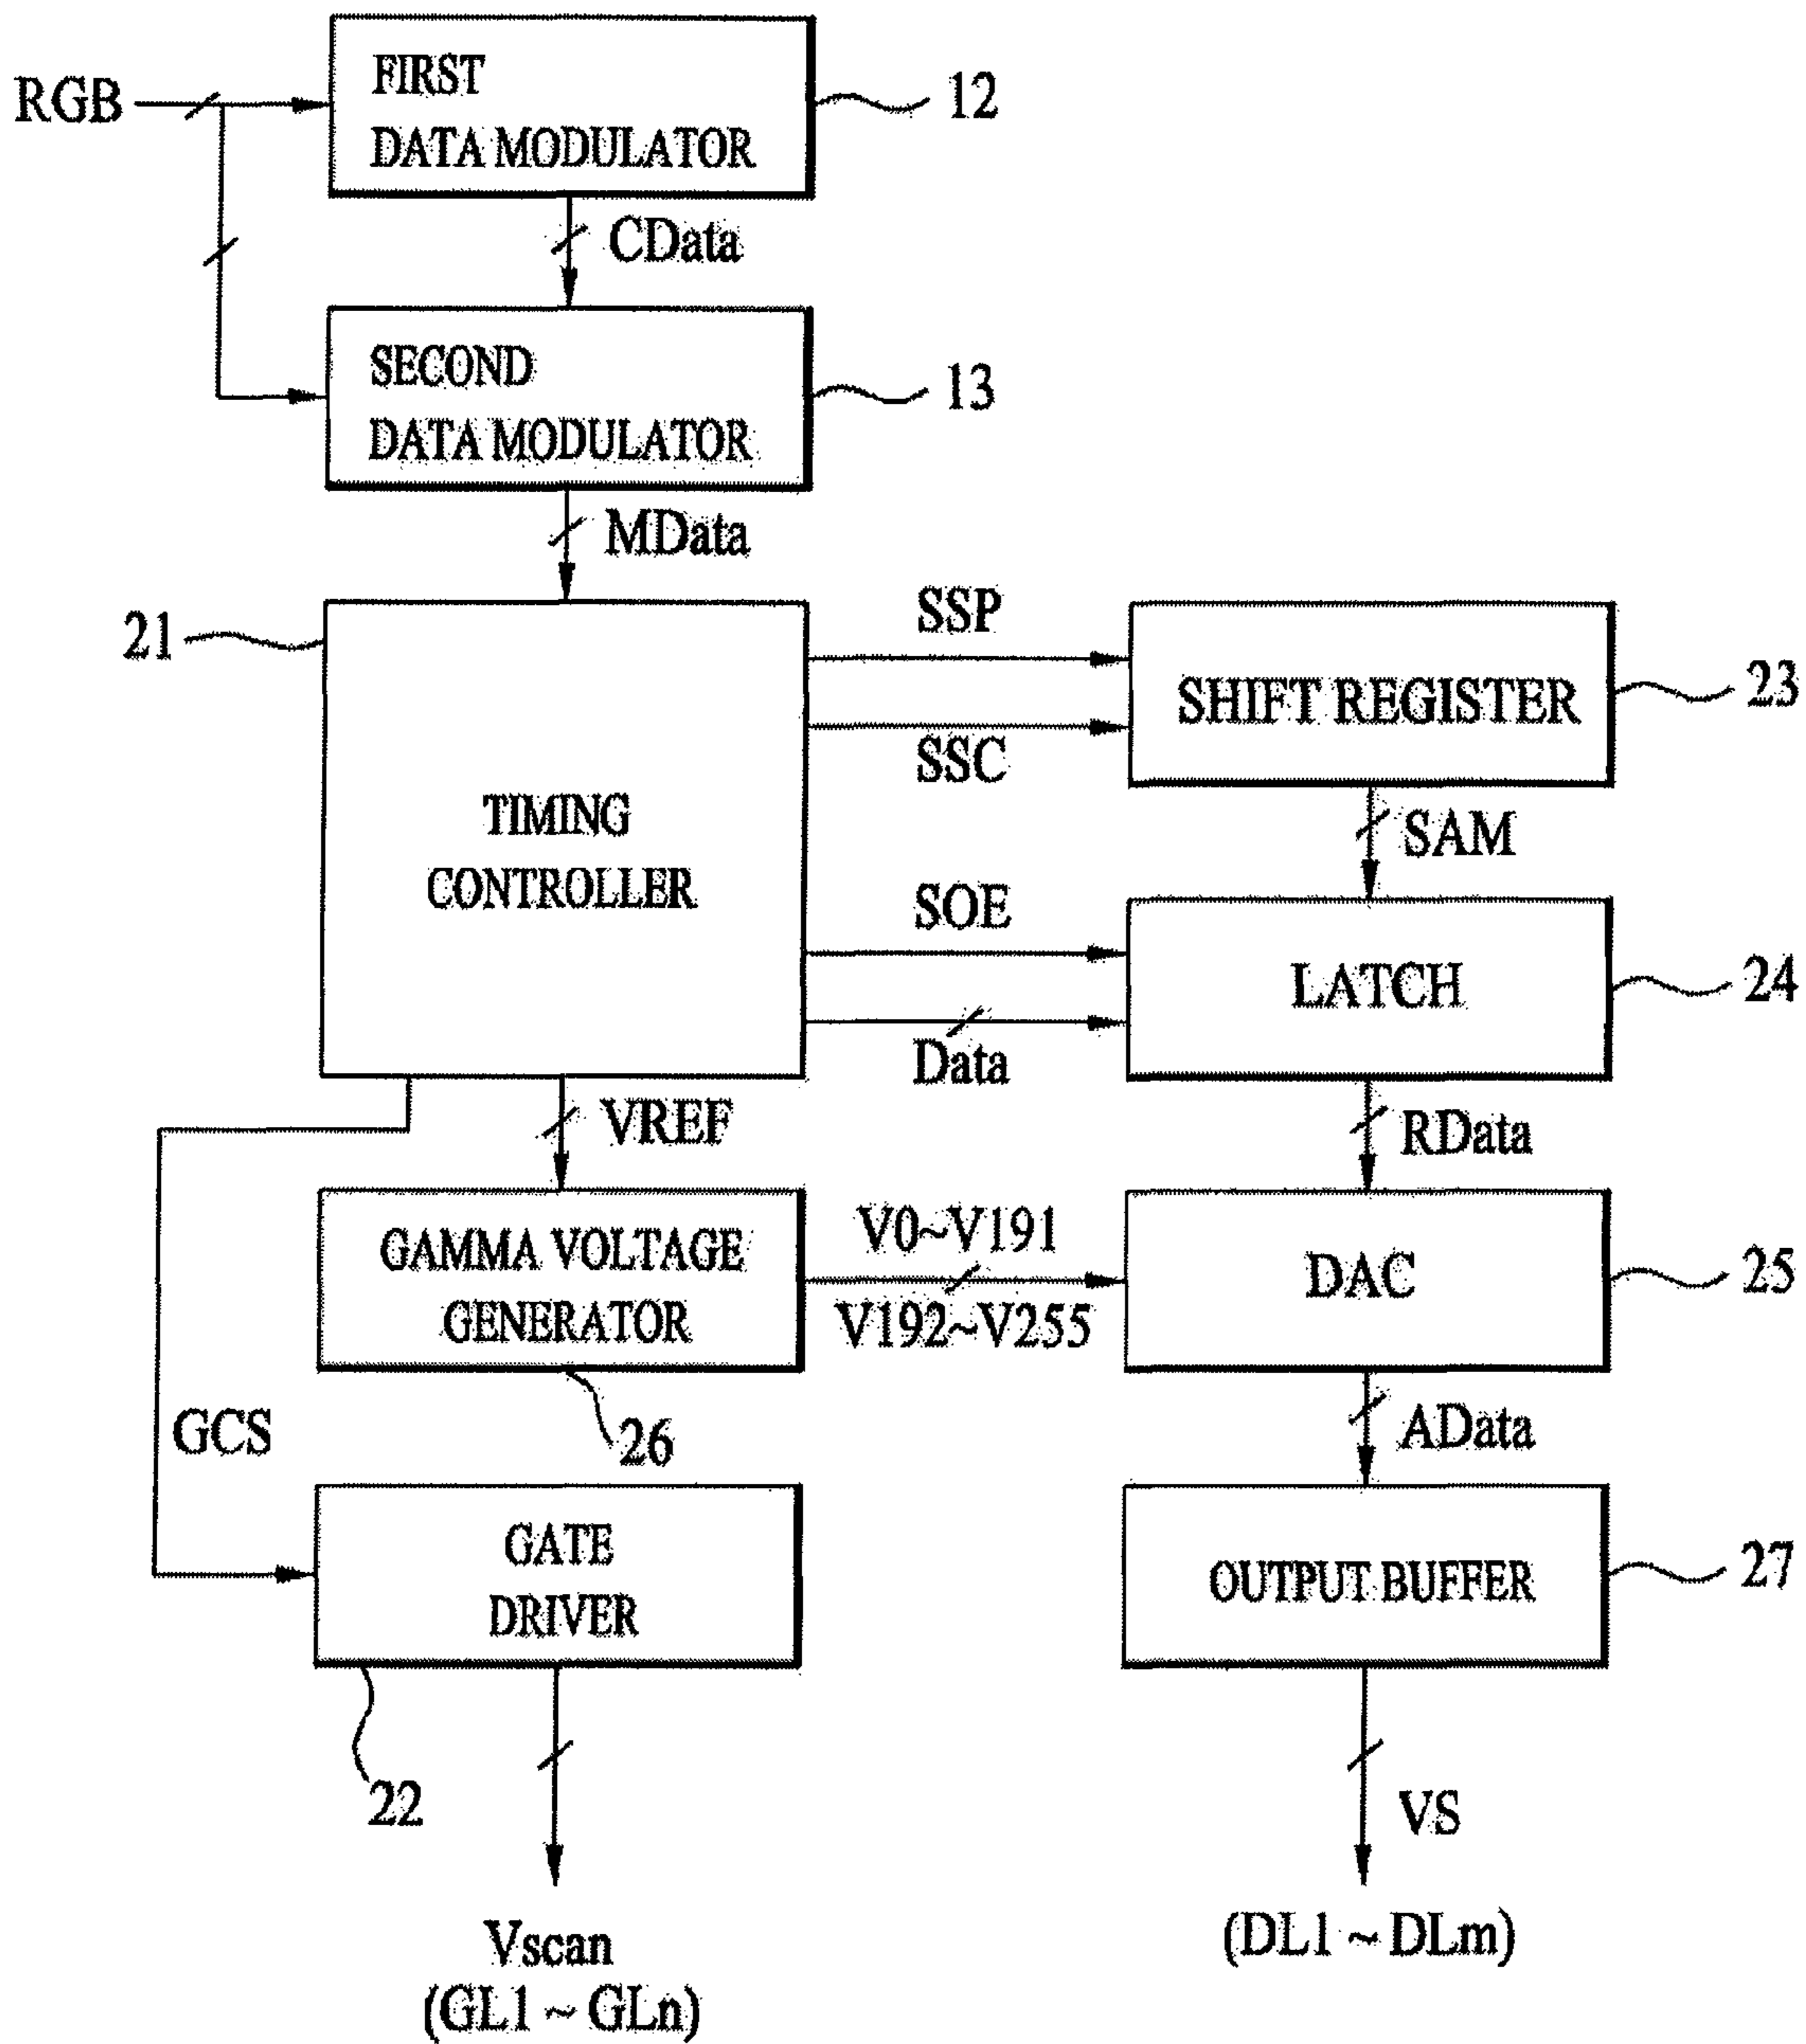 RGB
FIRST
DATA MODULATOR
12
CData
SECOND
DATA MODULATOR
13
MData
21
TIMING
CONTROLLER
SSP
SSC
SHIFT REGISTER
23
SAM
SOE
Data
LATCH
24
VREF
RData
GAMMA VOLTAGE
GENERATOR
26
V0~V191
V192~V255
DAC
25
GCS
AData
GATE
DRIVER
22
OUTPUT BUFFER
27
VS
Vscan
(GL1 ~ GLn)
(DL1 ~ DLm)